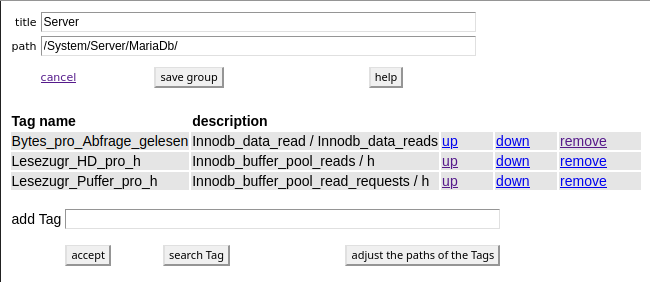 title Server
path /System/Server/MariaDb/
cancel save group help
Tag name description
Bytes_pro_Abfrage_gelesen Innodb_data_read / Innodb_data_reads up down remove
Lesezugr_HD_pro_h Innodb_buffer_pool_reads / h up down remove
Lesezugr_Puffer_pro_h Innodb_buffer_pool_read_requests / h up down remove
add Tag
accept search Tag adjust the paths of the Tags